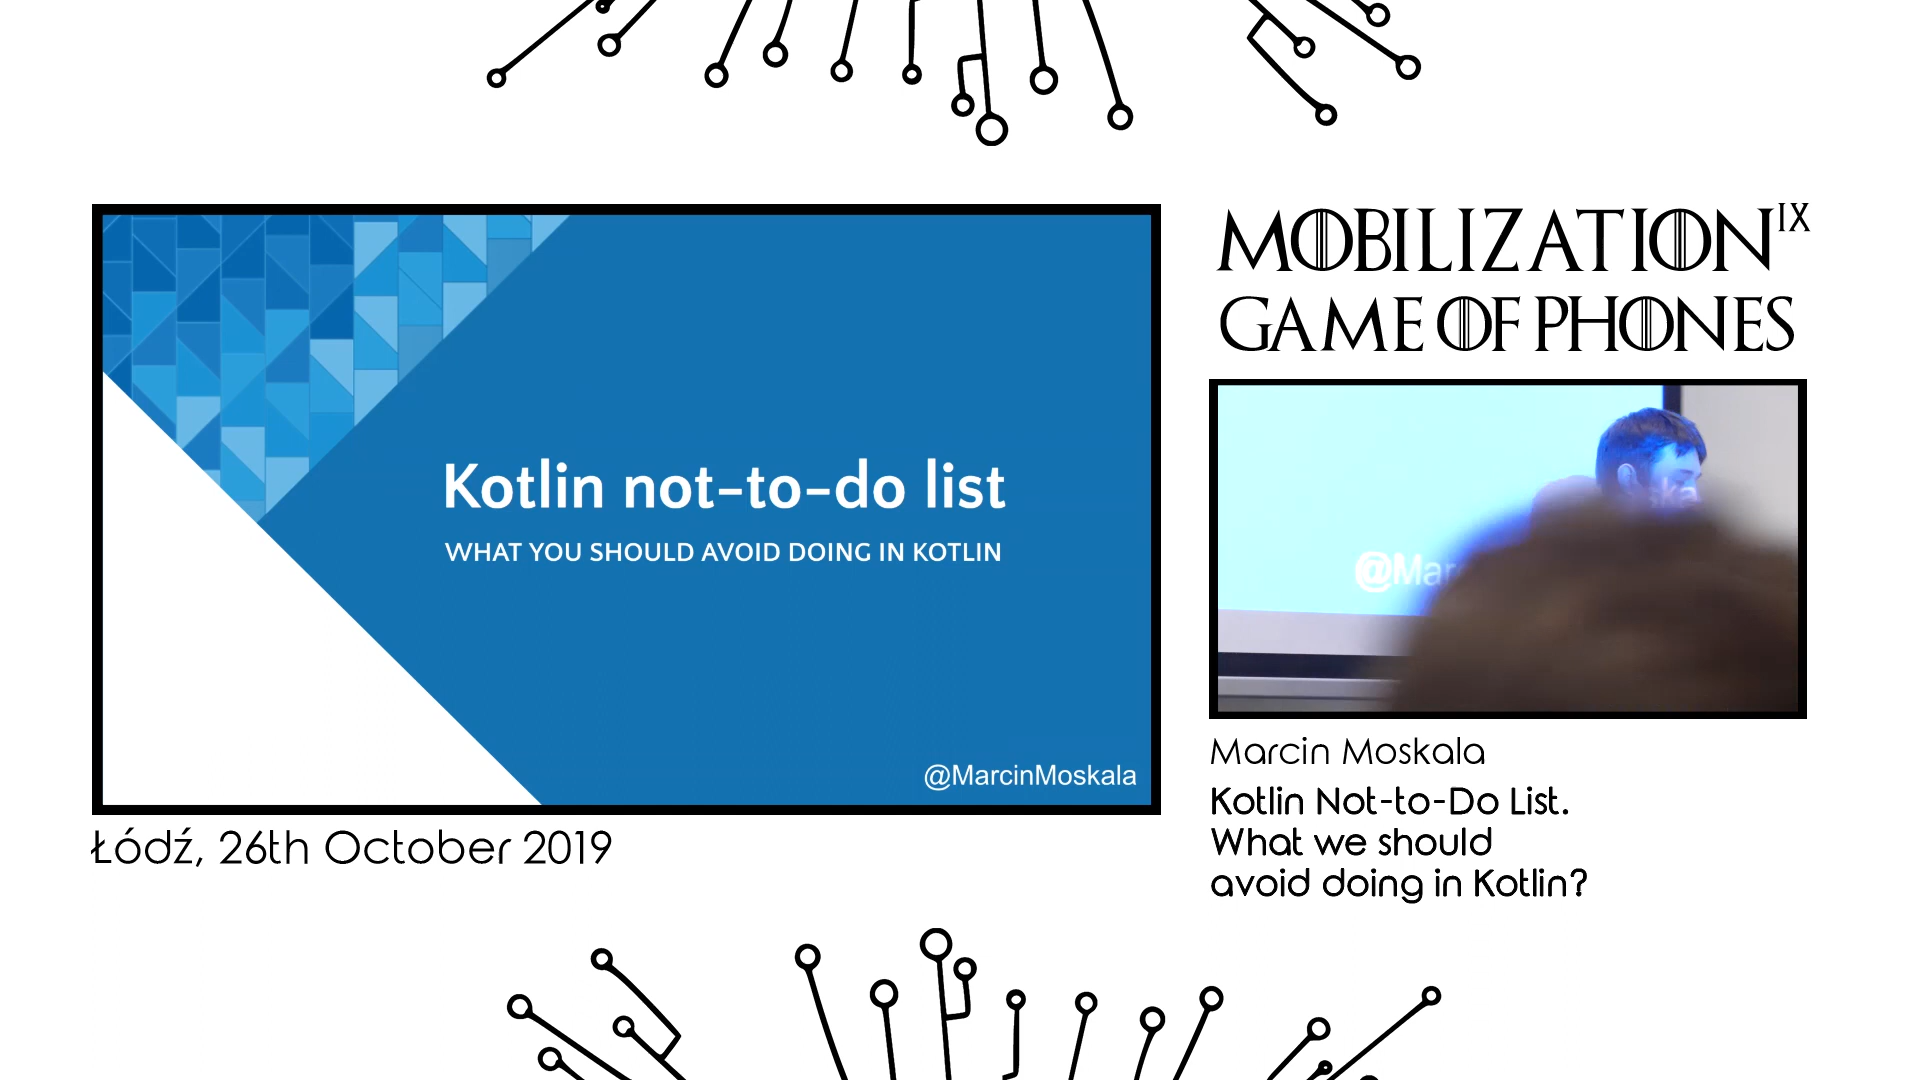 Kotlin not-to-do list
WHAT YOU SHOULD AVOID DOING IN KOTLIN
@MarcinMoskala
Łódź, 26th October 2019
MOBILIZATION IX
GAME OF PHONES
@Mar
Marcin Moskala
Kotlin Not-to-Do List.
What we should
avoid doing in Kotlin?